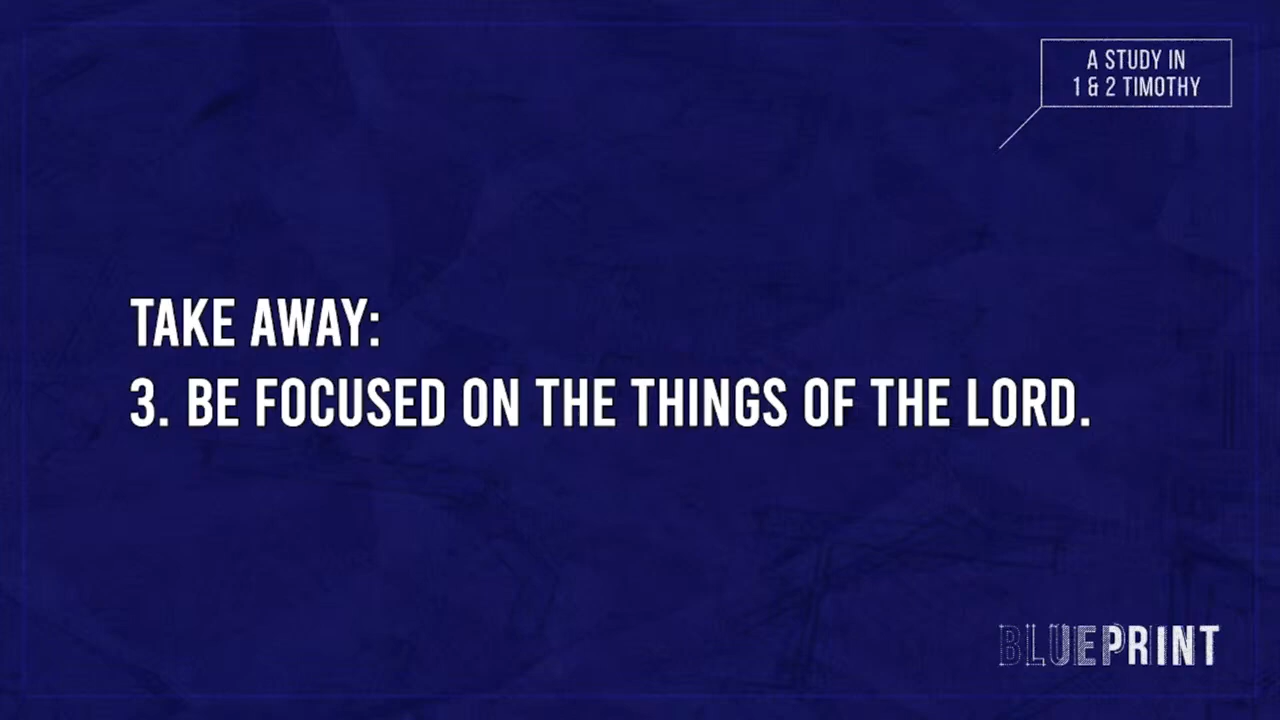 A STUDY IN
1 & 2 TIMOTHY
TAKE AWAY:
3. BE FOCUSED ON THE THINGS OF THE LORD.
BLUEPRINT